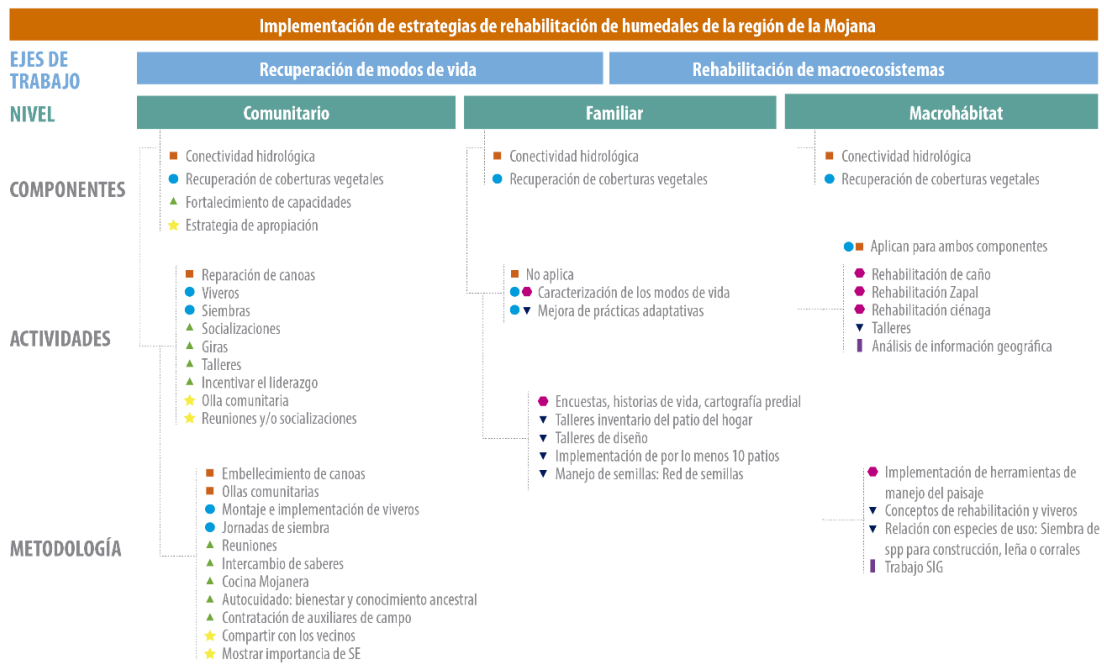 Implementación de estrategias de rehabilitación de humedales de la región de la Mojana
EJES DE
TRABAJO
Recuperación de modos de vida
Rehabilitación de macroecosistemas
NIVEL
Comunitario
Familiar
Macrohábitat
COMPONENTES
Conectividad hidrológica
Recuperación de coberturas vegetales
Fortalecimiento de capacidades
Estrategia de apropiación
Conectividad hidrológica
Recuperación de coberturas vegetales
Conectividad hidrológica
Recuperación de coberturas vegetales
ACTIVIDADES
Reparación de canoas
Viveros
Siembras
Socializaciones
Giras
Talleres
Incentivar el liderazgo
Olla comunitaria
Reuniones y/o socializaciones
No aplica
Caracterización de los modos de vida
Mejora de prácticas adaptativas
Aplican para ambos componentes
Rehabilitación de caño
Rehabilitación Zapal
Rehabilitación ciénaga
Talleres
Análisis de información geográfica
METODOLOGÍA
Embellecimiento de canoas
Ollas comunitarias
Montaje e implementación de viveros
Jornadas de siembra
Reuniones
Intercambio de saberes
Cocina Mojanera
Autocuidado: bienestar y conocimiento ancestral
Contratación de auxiliares de campo
Compartir con los vecinos
Mostrar importancia de SE
Encuestas, historias de vida, cartografía predial
Talleres inventario del patio del hogar
Talleres de diseño
Implementación de por lo menos 10 patios
Manejo de semillas: Red de semillas
Implementación de herramientas de
manejo del paisaje
Conceptos de rehabilitación y viveros
Relación con especies de uso: Siembra de
spp para construcción, leña o corrales
Trabajo SIG